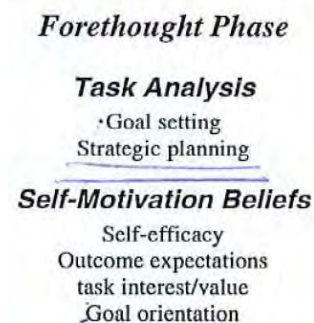 Forethought Phase
Task Analysis
Goal setting
Strategic planning
Self-Motivation Beliefs
Self-efficacy
Outcome expectations
task interest/value
Goal orientation